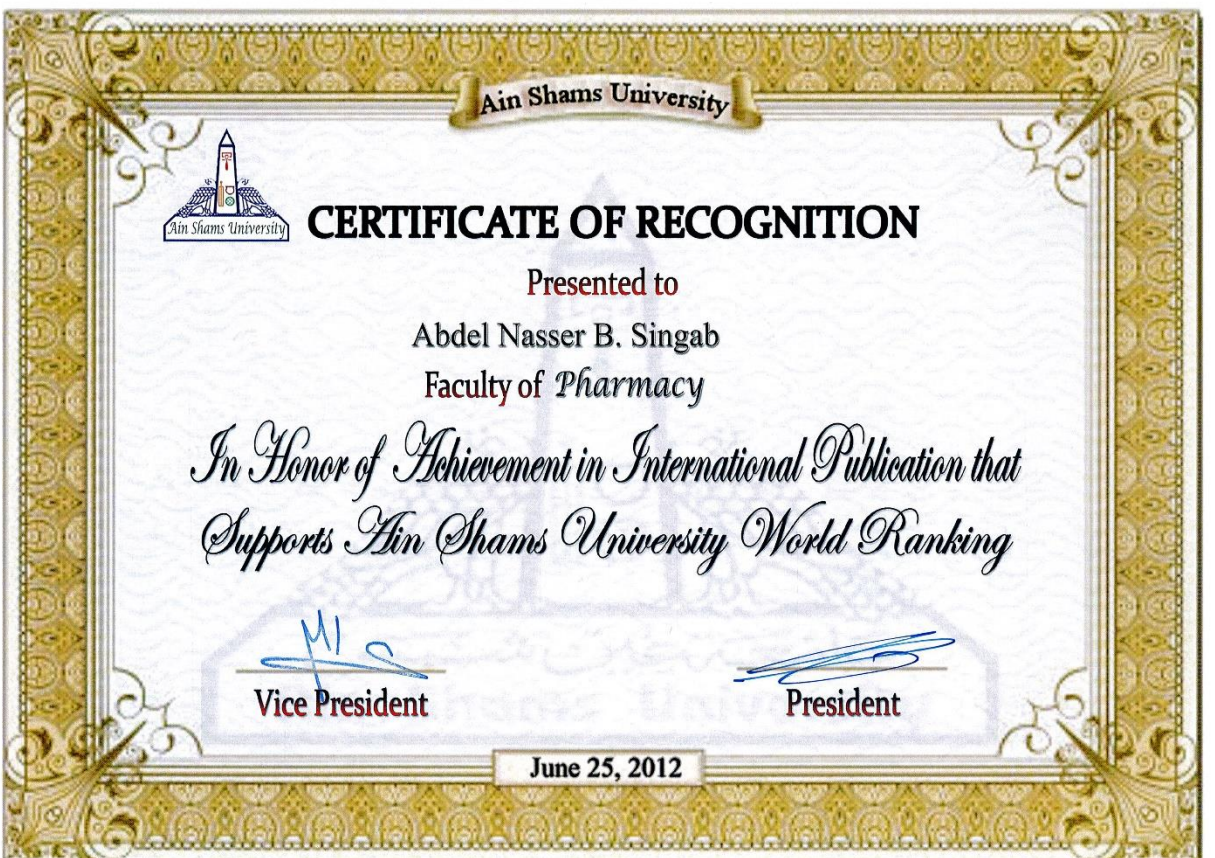 Ain Shams University
Ain Shams University
CERTIFICATE OF RECOGNITION
Presented to
Abdel Nasser B. Singab
Faculty of Pharmacy
In Honor of Achievement in International Publication that
Supports Ain Shams University World Ranking
Vice President
President
June 25, 2012